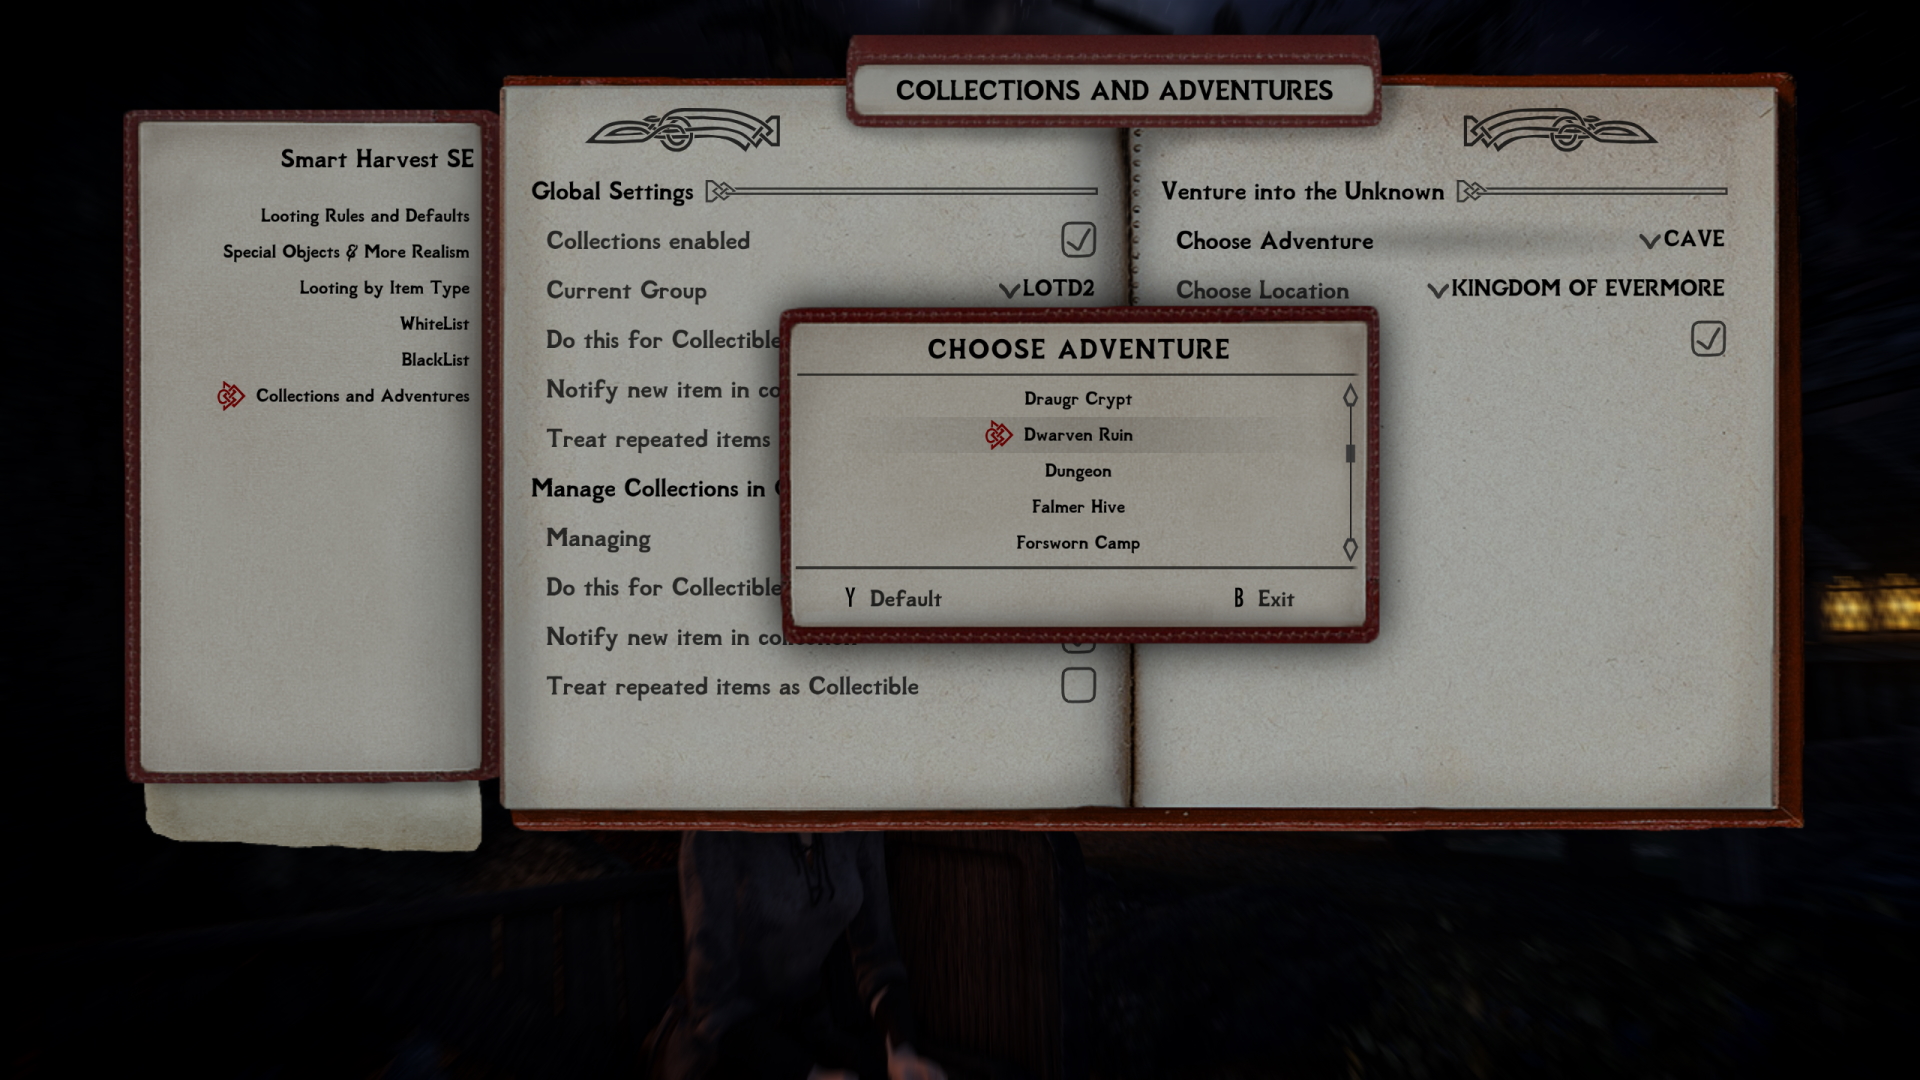 COLLECTIONS AND ADVENTURES
Smart Harvest SE
Looting Rules and Defaults
Special Objects & More Realism
Looting by Item Type
WhiteList
BlackList
Collections and Adventures
Global Settings
Collections enabled
Current Group LOTD2
Do this for Collectible
Notify new item in co
Treat repeated items
Manage Collections in
Managing
Do this for Collectible
Notify new item in collection
Treat repeated items as Collectible
Venture into the Unknown
Choose Adventure CAVE
Choose Location KINGDOM OF EVERMORE
CHOOSE ADVENTURE
Draugr Crypt
Dwarven Ruin
Dungeon
Falmer Hive
Forsworn Camp
Y Default B Exit